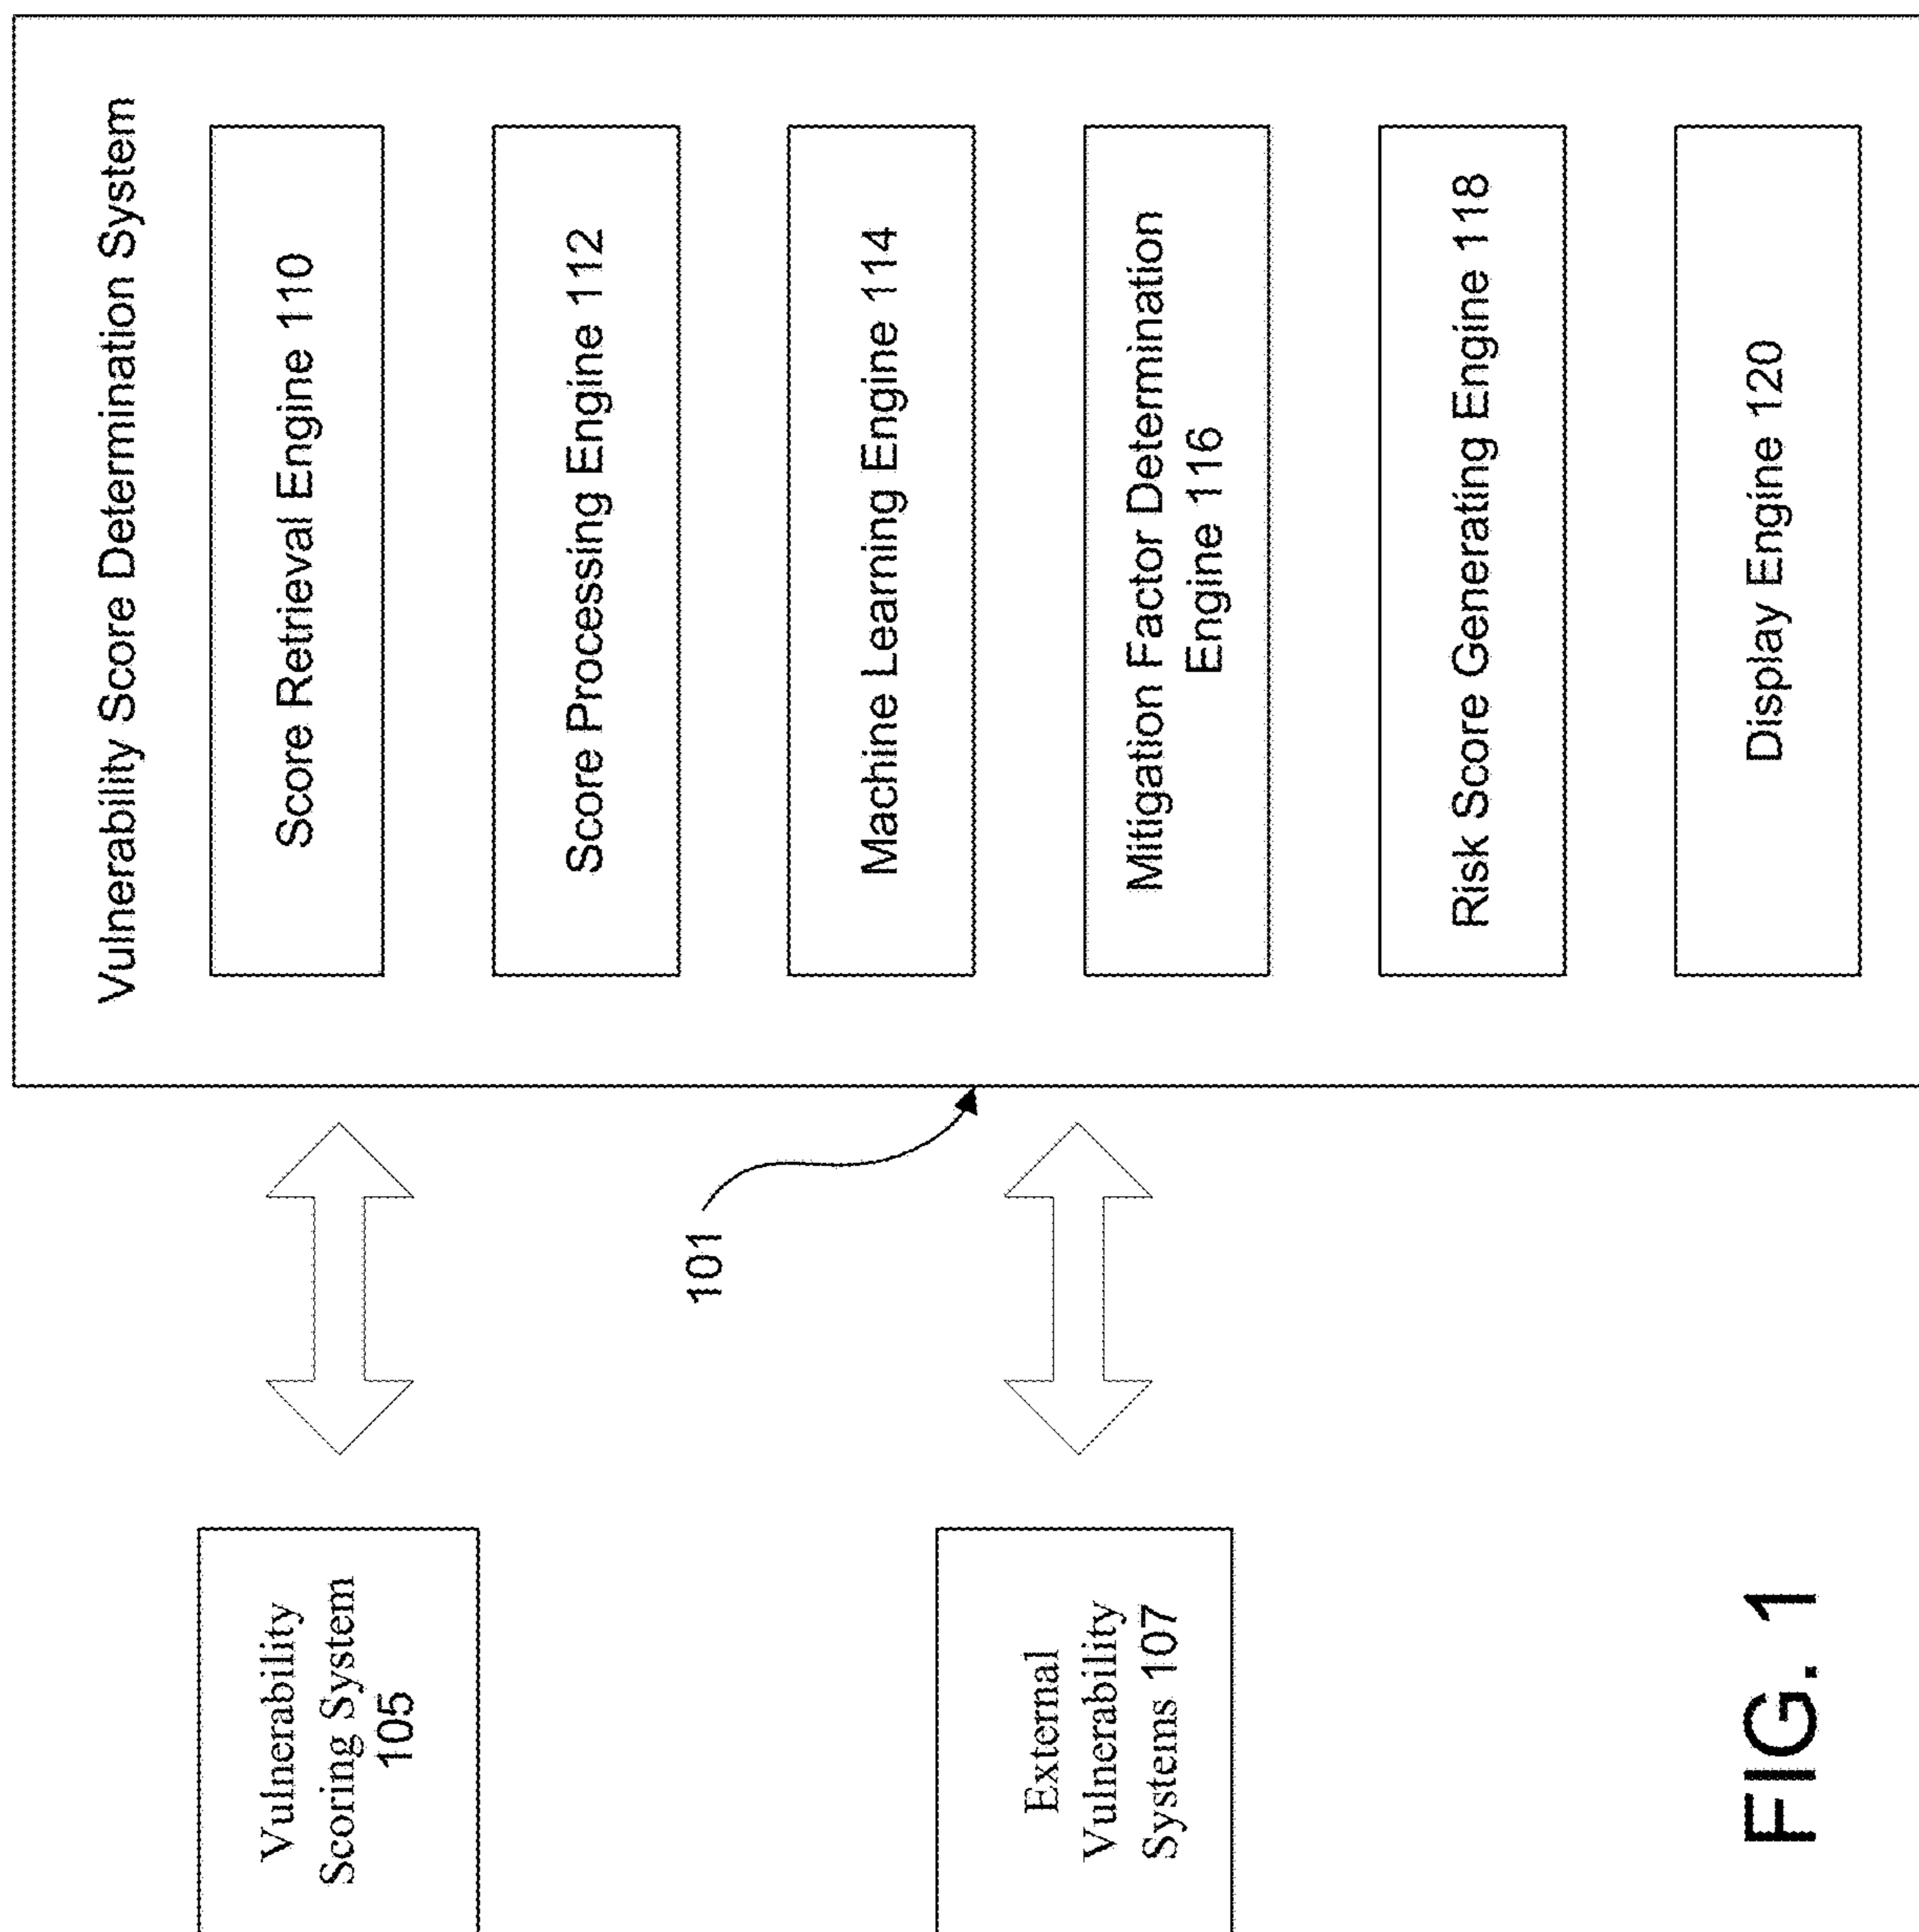 Vulnerability Score Determination System
Score Retrieval Engine 110
Score Processing Engine 112
Machine Learning Engine 114
Mitigation Factor Determination
Engine 116
Risk Score Generating Engine 118
Display Engine 120
101
Vulnerability
Scoring System
105
External
Vulnerability
Systems 107
FIG. 1